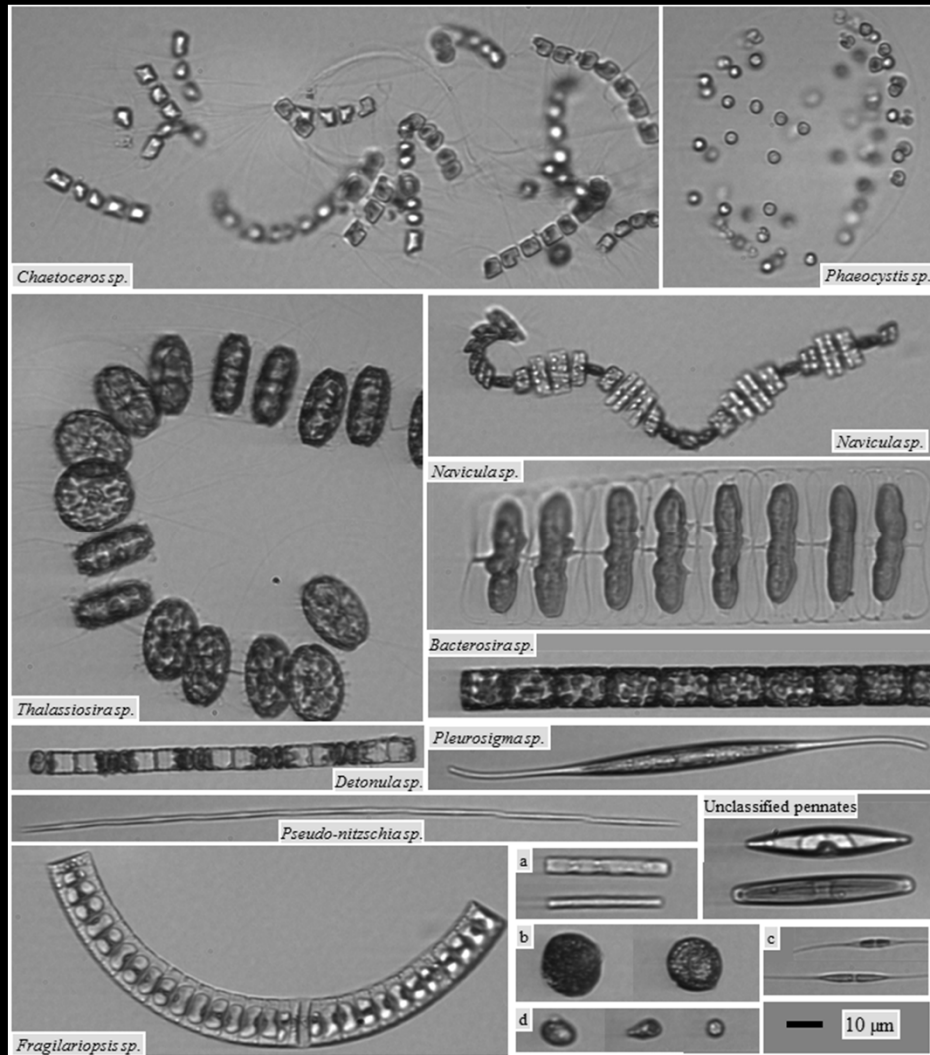 Chaetoceros sp.
Phaeocystis sp.
Navicula sp.
Navicula sp.
Thalassiosira sp.
Bacterosira sp.
Detonula sp.
Pleurosigma sp.
Pseudo-nitzschia sp.
Unclassified pennates
a
b
c
d
Fragilariopsis sp.
10 µm